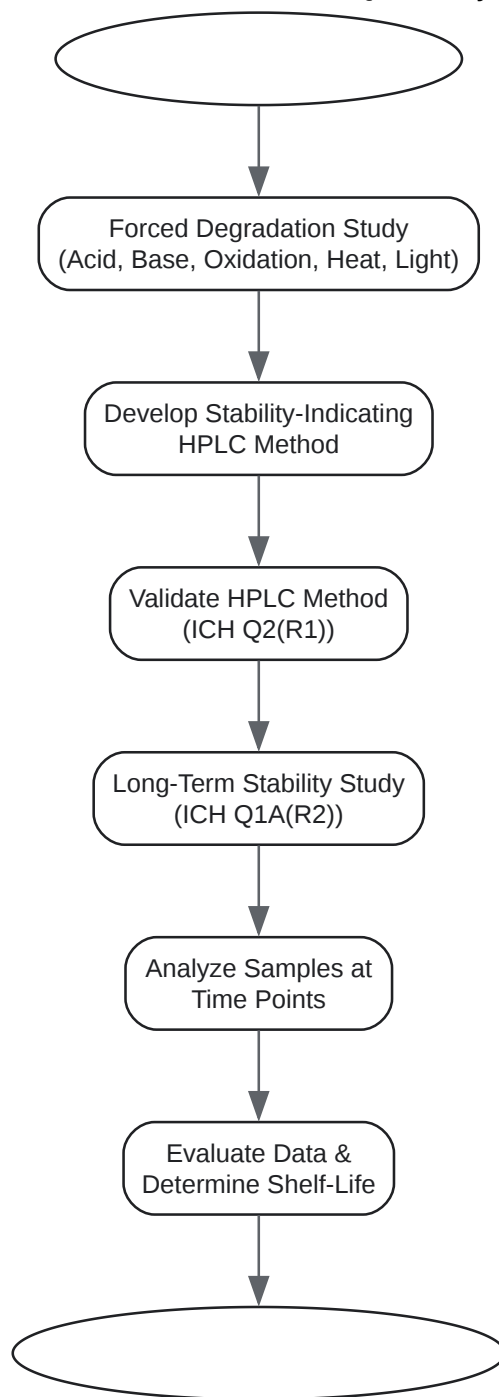 Forced Degradation Study
(Acid, Base, Oxidation, Heat, Light)
Develop Stability-Indicating
HPLC Method
Validate HPLC Method
(ICH Q2(R1))
Long-Term Stability Study
(ICH Q1A(R2))
Analyze Samples at
Time Points
Evaluate Data &
Determine Shelf-Life